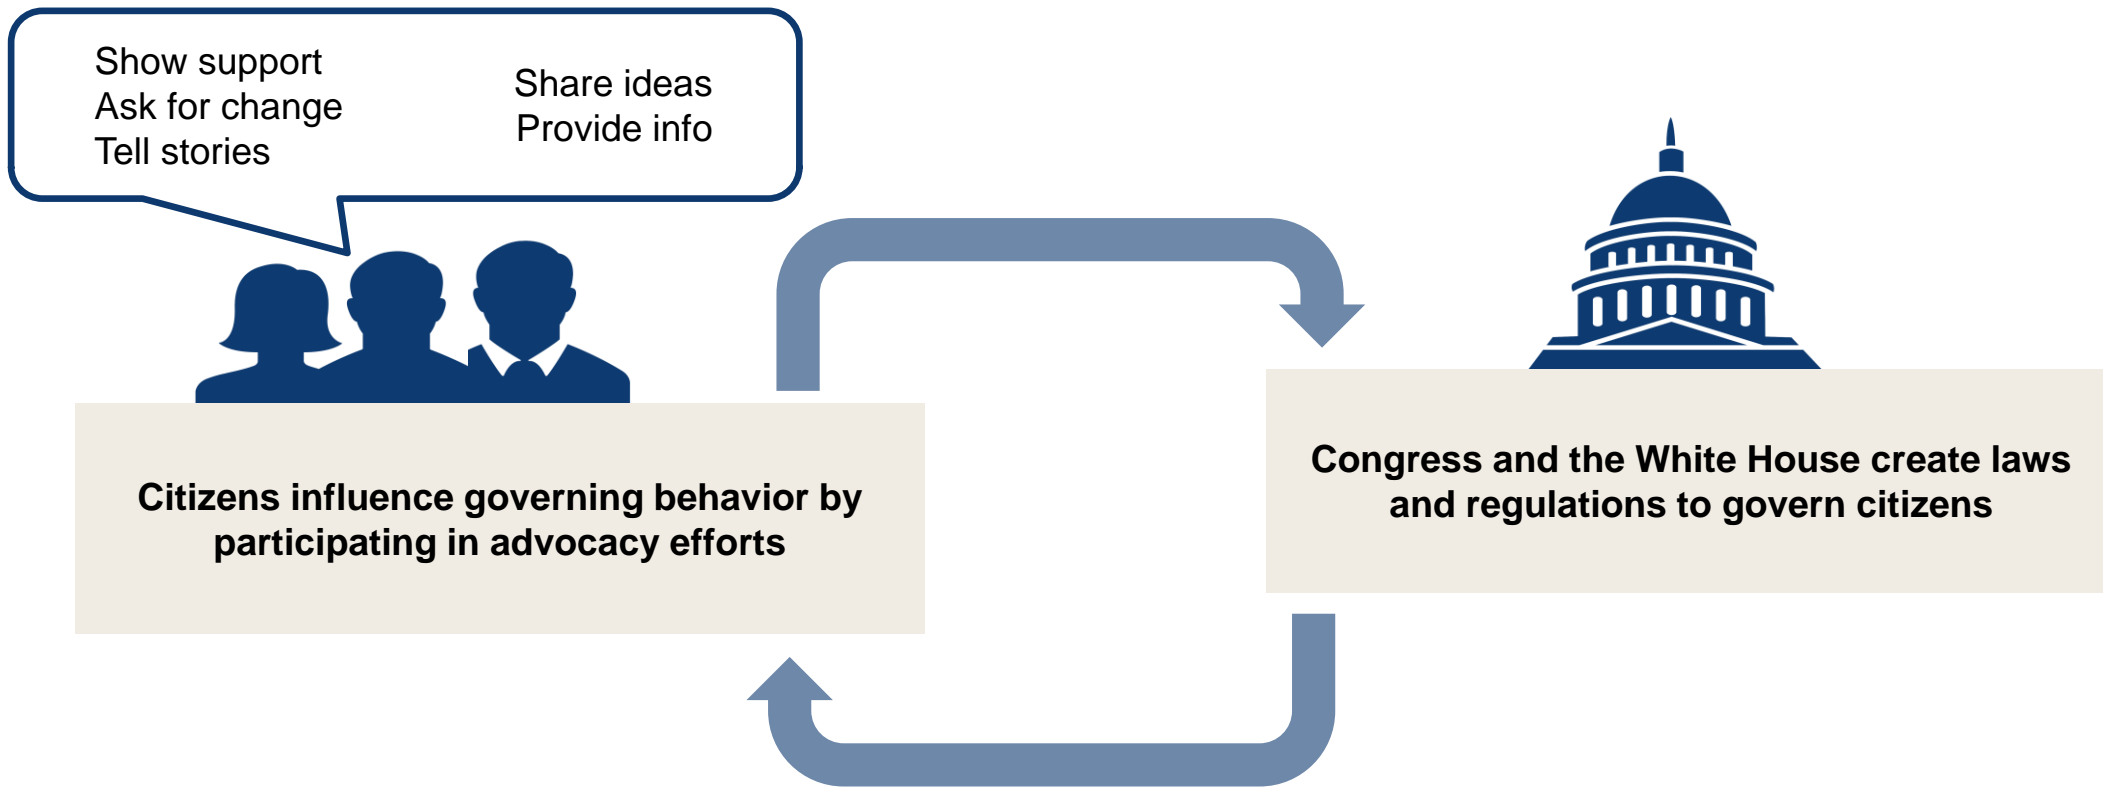 Show support
Ask for change
Tell stories
Share ideas
Provide info
Citizens influence governing behavior by
participating in advocacy efforts
Congress and the White House create laws
and regulations to govern citizens